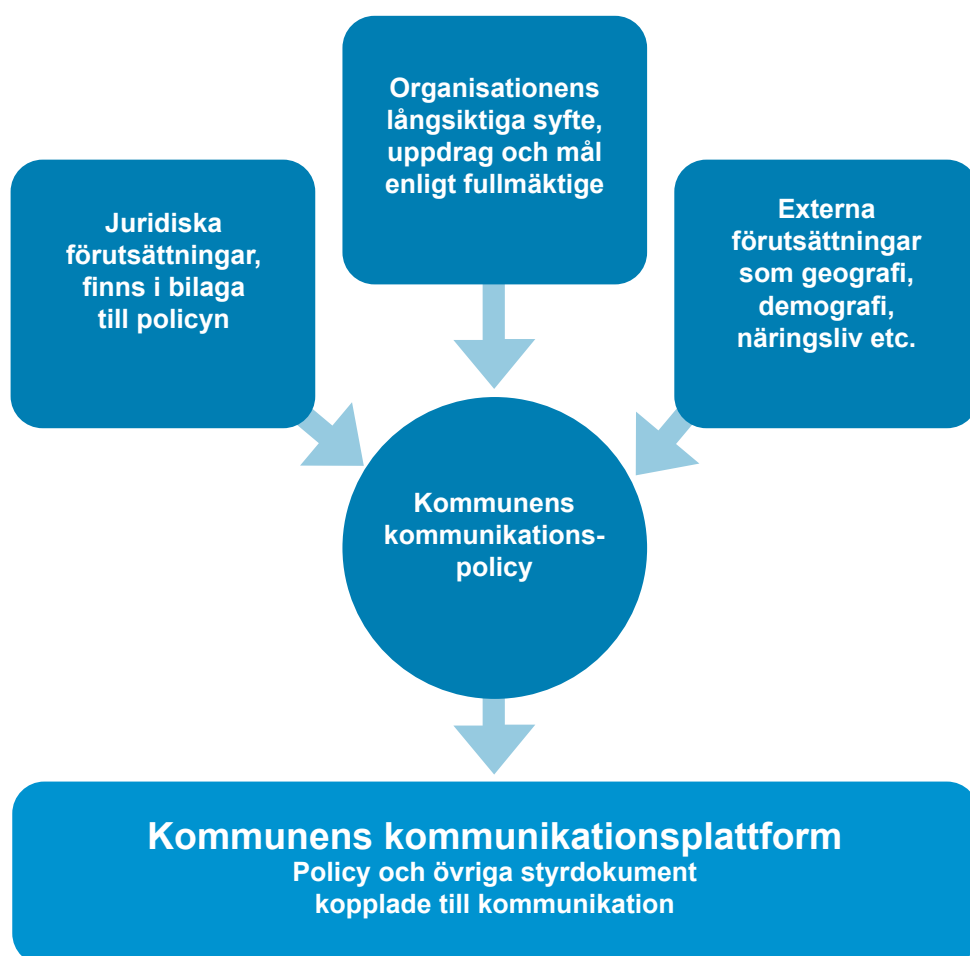 Organisationens
långsiktiga syfte,
uppdrag och mål
enligt fullmäktige
Juridiska
förutsättningar,
finns i bilaga
till policyn
Externa
förutsättningar
som geografi,
demografi,
näringsliv etc.
Kommunens
kommunikations-
policy
Kommunens kommunikationsplattform
Policy och övriga styrdokument
kopplade till kommunikation